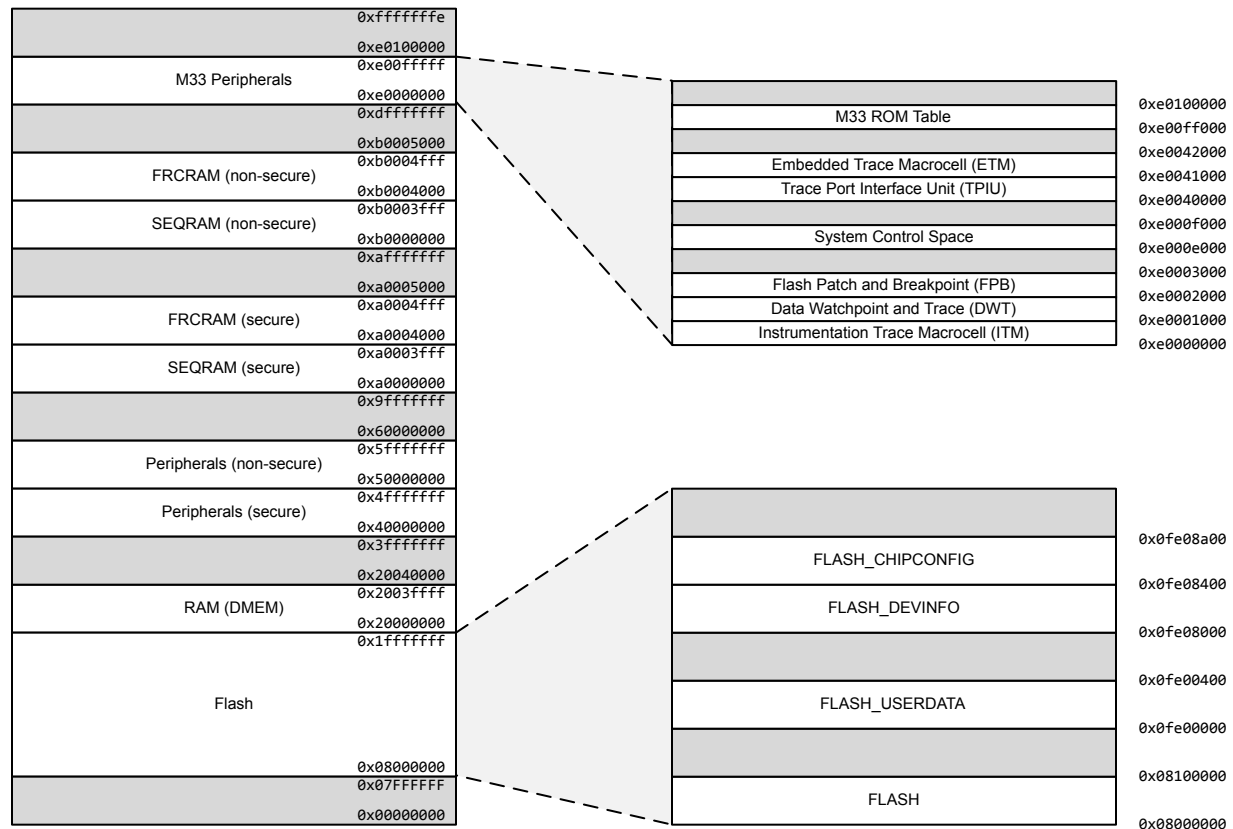 0xfffffffe
0xe0100000
M33 Peripherals
0xe00fffff
0xe0000000
0xdfffffff
0xb0005000
FRCRAM (non-secure)
0xb0004fff
0xb0004000
SEQRAM (non-secure)
0xb0003fff
0xb0000000
0xafffffff
0xa0005000
FRCRAM (secure)
0xa0004fff
0xa0004000
SEQRAM (secure)
0xa0003fff
0xa0000000
0x9fffffff
0x60000000
Peripherals (non-secure)
0x5fffffff
0x50000000
Peripherals (secure)
0x4fffffff
0x40000000
0x3fffffff
0x20040000
RAM (DMEM)
0x2003ffff
0x20000000
0x1fffffff
Flash
0x08000000
0x07FFFFFF
0x00000000
0xe0100000
M33 ROM Table
0xe00ff000
0xe0042000
Embedded Trace Macrocell (ETM)
0xe0041000
Trace Port Interface Unit (TPIU)
0xe0040000
0xe000f000
System Control Space
0xe000e000
0xe0003000
Flash Patch and Breakpoint (FPB)
0xe0002000
Data Watchpoint and Trace (DWT)
0xe0001000
Instrumentation Trace Macrocell (ITM)
0xe0000000
0x0fe08a00
FLASH_CHIPCONFIG
0x0fe08400
FLASH_DEVINFO
0x0fe08000
0x0fe00400
FLASH_USERDATA
0x0fe00000
0x08100000
FLASH
0x08000000